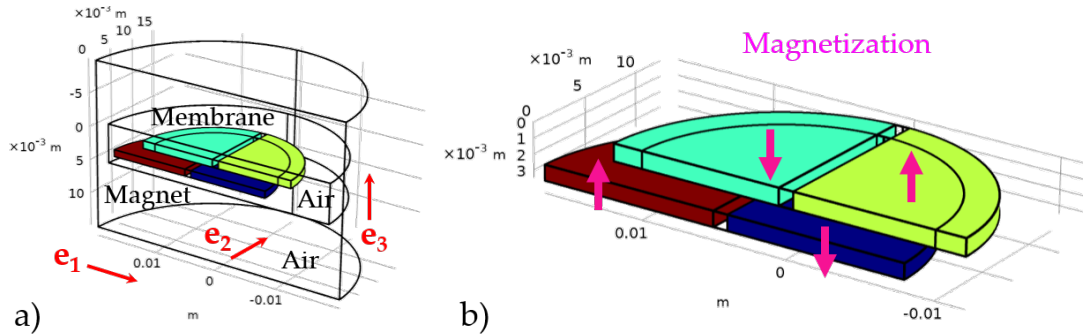 ×10⁻³ m
0 5 10 15
0
-5
0
×10⁻³ m
5
10
Membrane
Magnet
Air
Air
e₁
e₂
e₃
0.01
0
-0.01
m
a)
Magnetization
×10⁻³ m
10
5
0
0
1
×10⁻³ m
2
3
0.01
0
-0.01
m
b)